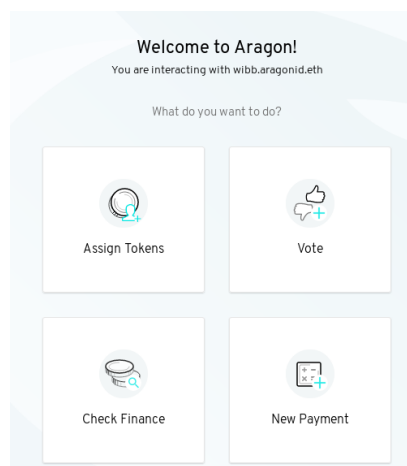 Welcome to Aragon!
You are interacting with wibb.aragonid.eth
What do you want to do?
Assign Tokens
Vote
Check Finance
New Payment